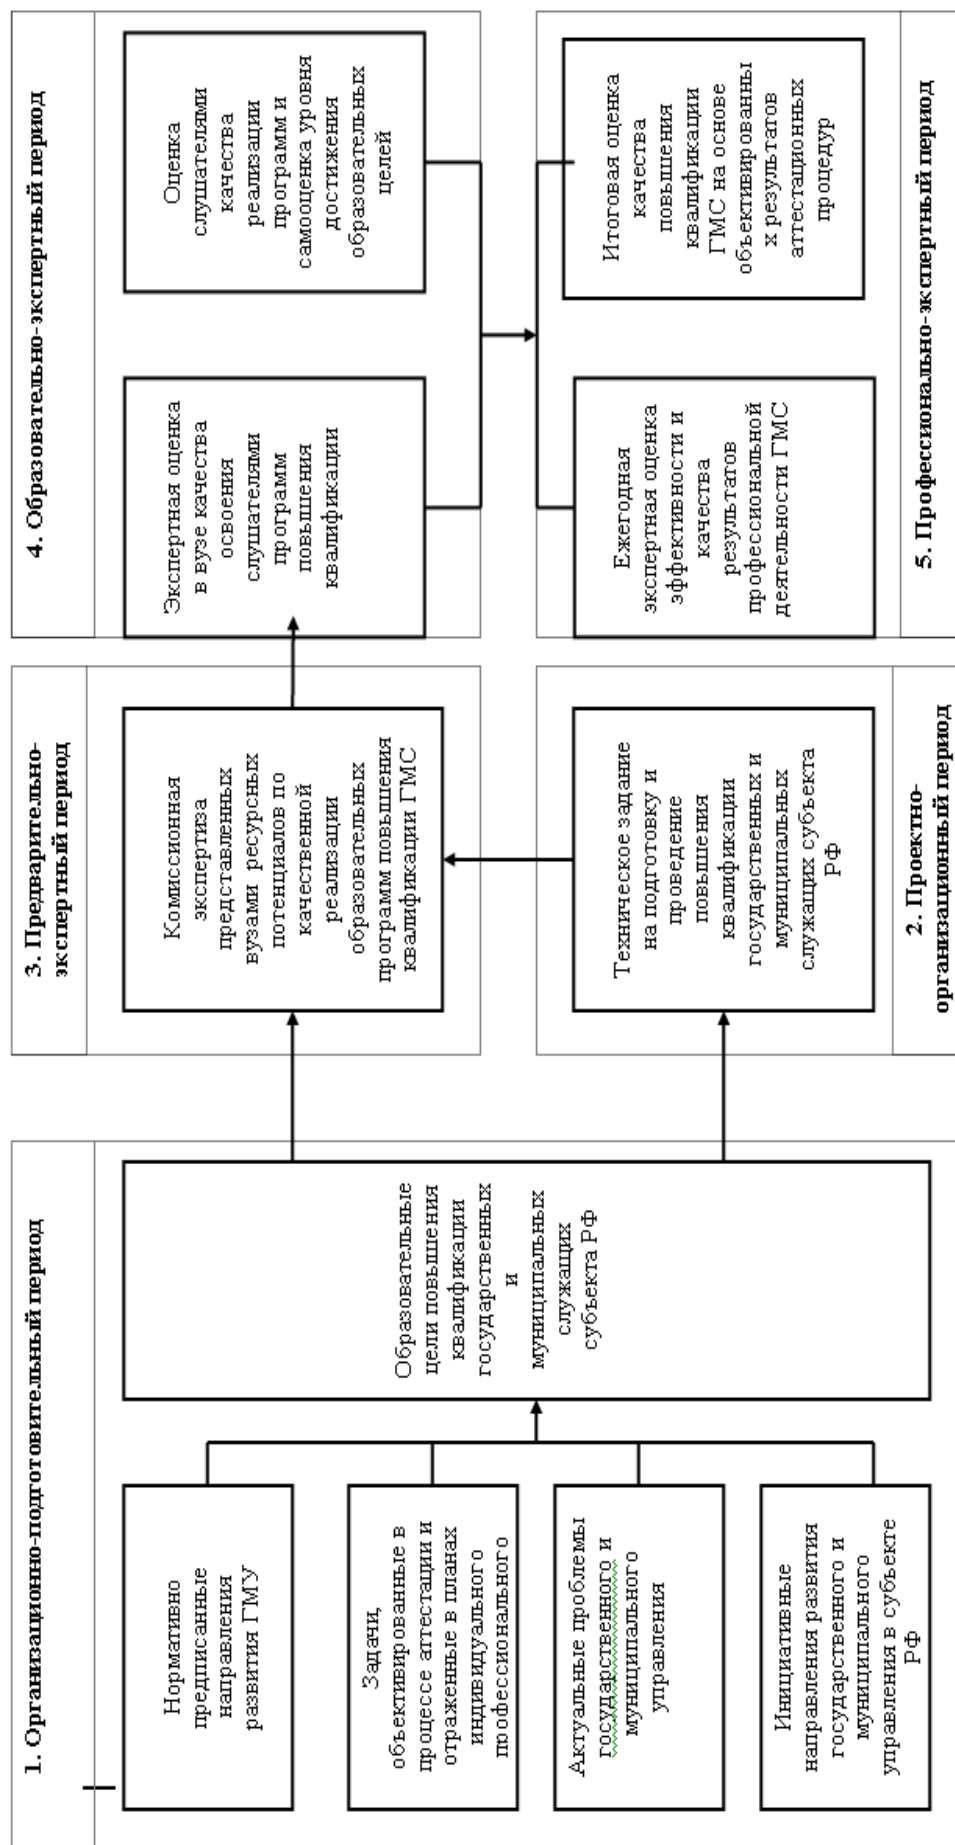 1. Организационно-подготовительный период
Нормативно
предписанные
направления
развития ГМУ
Задачи,
объективированные в
процессе аттестации и
отраженные в планах
индивидуального
профессионального
Актуальные проблемы
государственного и
муниципального
управления
Инициативные
направления развития
государственного и
муниципального
управления в субъекте
РФ
Образовательные
цели повышения
квалификации
государственных
и
муниципальных
служащих
субъекта РФ
3. Предварительно-
экспертный период
Комиссионная
экспертиза
представленных
вузами ресурсных
потенциалов по
качественной
реализации
образовательных
программ повышения
квалификации ГМС
Техническое задание
на подготовку и
проведение
повышения
квалификации
государственных и
муниципальных
служащих субъекта
РФ
2. Проектно-
организационный период
4. Образовательно-экспертный период
Экспертная оценка
в вузе качества
освоения
слушателями
программ
повышения
квалификации
Оценка
слушателями
качества
реализации
программ и
самооценка уровня
достижения
образовательных
целей
Ежегодная
экспертная оценка
эффективности и
качества
результатов
профессиональной
деятельности ГМС
Итоговая оценка
качества
повышения
квалификации
ГМС на основе
объективированны
х результатов
аттестационных
процедур
5. Профессионально-экспертный период